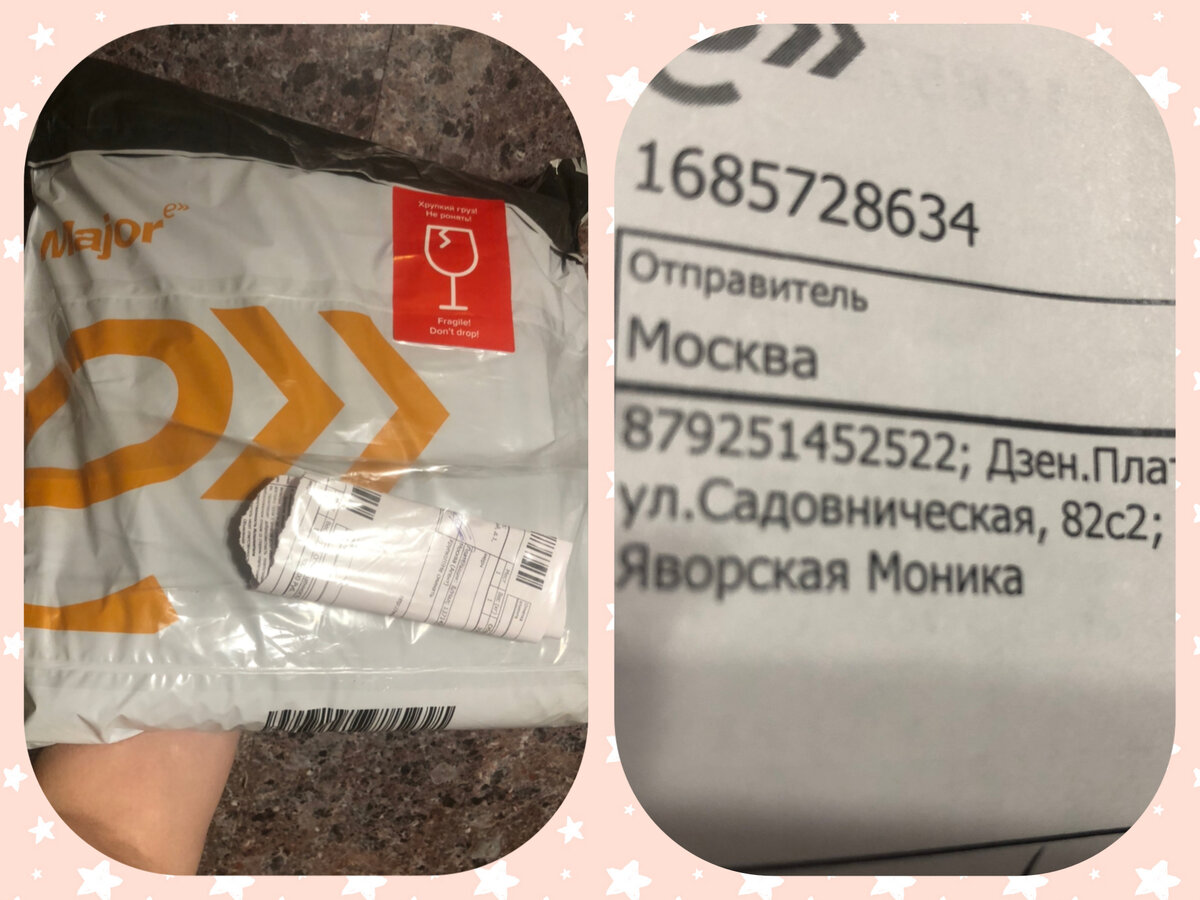 Major e»
Хрупкий груз!
Не ронять!
Fragile!
Don't drop!
e»
1685728634
Отправитель
Москва
879251452522; Дзен.Плат
ул.Садовническая, 82с2;
Яворская Моника